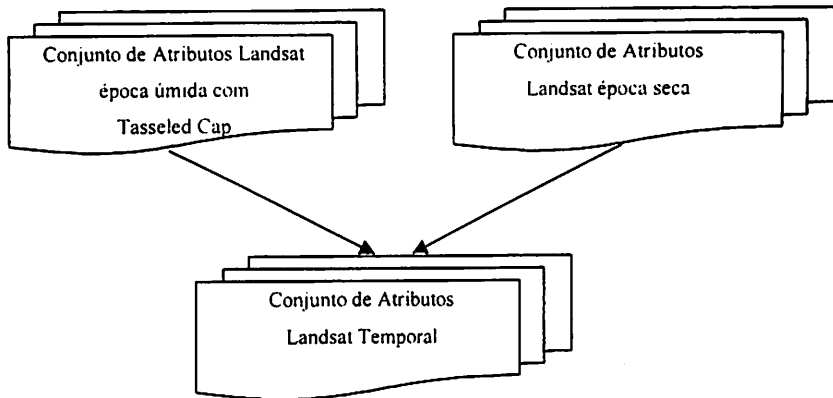 Conjunto de Atributos Landsat
época úmida com
Tasseled Cap
Conjunto de Atributos
Landsat época seca
Conjunto de Atributos
Landsat Temporal